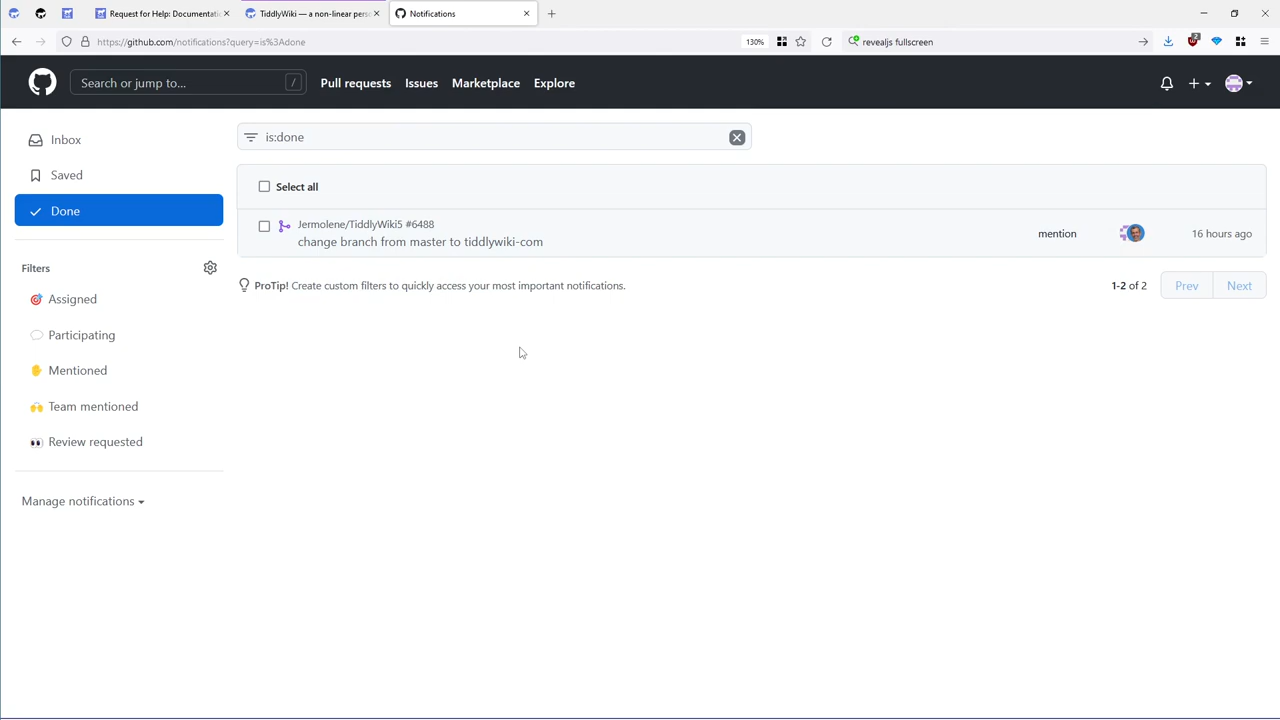 Request for Help: Documentati
TiddlyWiki — a non-linear pers
Notifications
https://github.com/notifications?query=is%3Adone
130%
revealjs fullscreen
2
Search or jump to...
/
Pull requests
Issues
Marketplace
Explore
Inbox
Saved
Done
Filters
Assigned
Participating
Mentioned
Team mentioned
Review requested
Manage notifications
is:done
Select all
Jermolene/TiddlyWiki5 #6488
change branch from master to tiddlywiki-com
mention
16 hours ago
ProTip! Create custom filters to quickly access your most important notifications.
1-2 of 2
Prev
Next